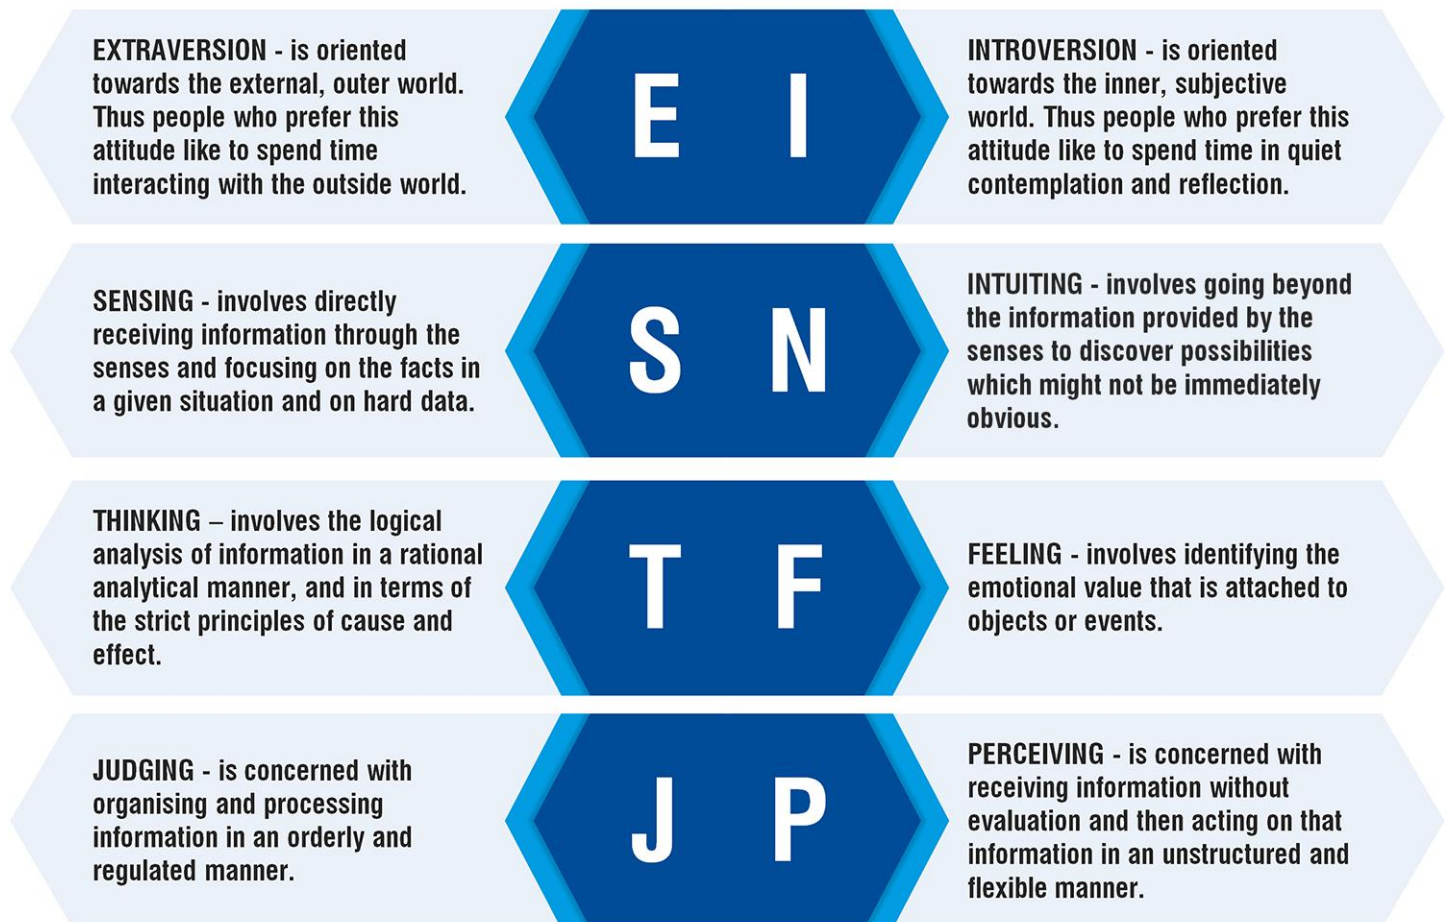 EXTRAVERSION - is oriented
towards the external, outer world.
Thus people who prefer this
attitude like to spend time
interacting with the outside world.
E I
INTROVERSION - is oriented
towards the inner, subjective
world. Thus people who prefer this
attitude like to spend time in quiet
contemplation and reflection.
SENSING - involves directly
receiving information through the
senses and focusing on the facts in
a given situation and on hard data.
S N
INTUITING - involves going beyond
the information provided by the
senses to discover possibilities
which might not be immediately
obvious.
THINKING – involves the logical
analysis of information in a rational
analytical manner, and in terms of
the strict principles of cause and
effect.
T F
FEELING - involves identifying the
emotional value that is attached to
objects or events.
JUDGING - is concerned with
organising and processing
information in an orderly and
regulated manner.
J P
PERCEIVING - is concerned with
receiving information without
evaluation and then acting on that
information in an unstructured and
flexible manner.